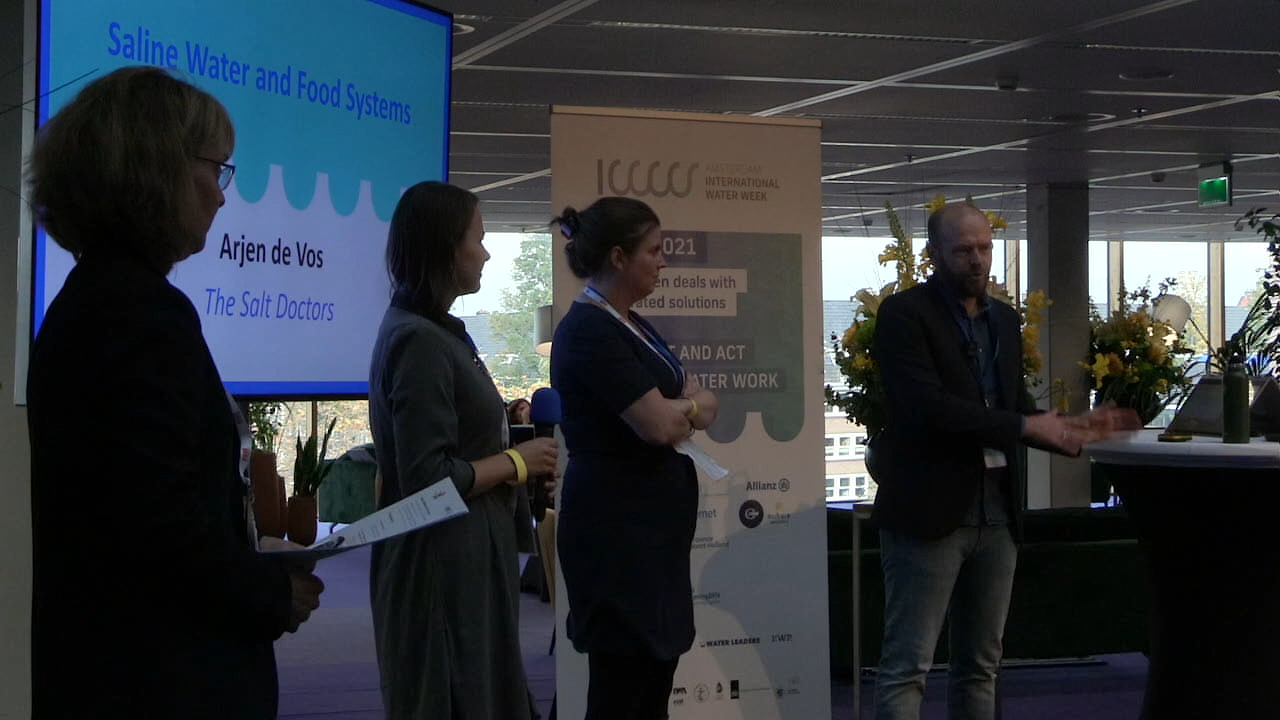 Saline Water and Food Systems
Arjen de Vos
The Salt Doctors
AMSTERDAM
INTERNATIONAL
WATER WEEK
2021
deals with
solutions
AND ACT
WATER WORK
Allianz
WATER LEADERS
KWP